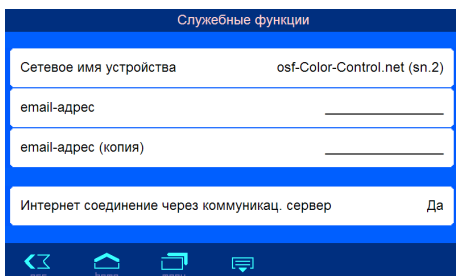 Служебные функции
Сетевое имя устройства osf-Color-Control.net (sn.2)
email-адрес
email-адрес (копия)
Интернет соединение через коммуникац. сервер Да